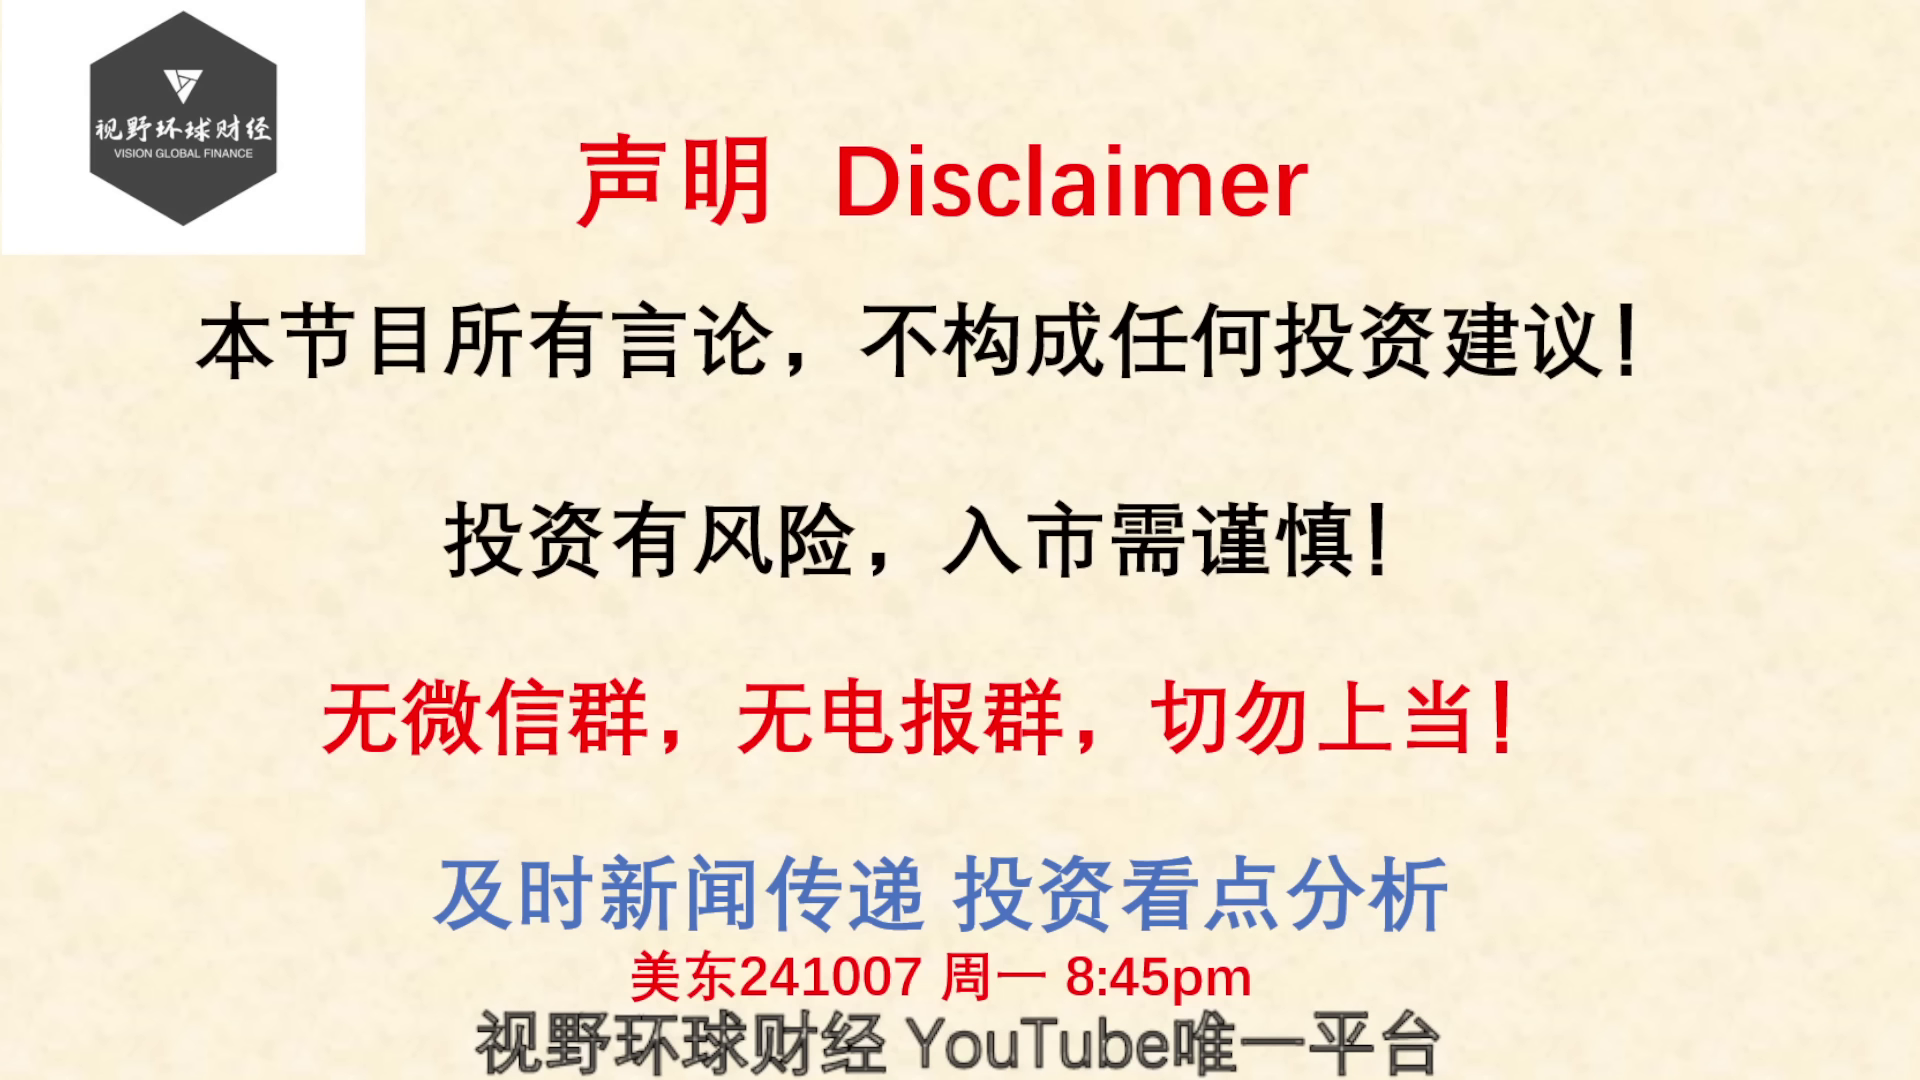 视野环球财经
VISION GLOBAL FINANCE
声明 Disclaimer
本节目所有言论，不构成任何投资建议！
投资有风险，入市需谨慎！
无微信群，无电报群，切勿上当！
及时新闻传递 投资看点分析
美东241007 周一 8:45pm
视野环球财经 YouTube唯一平台